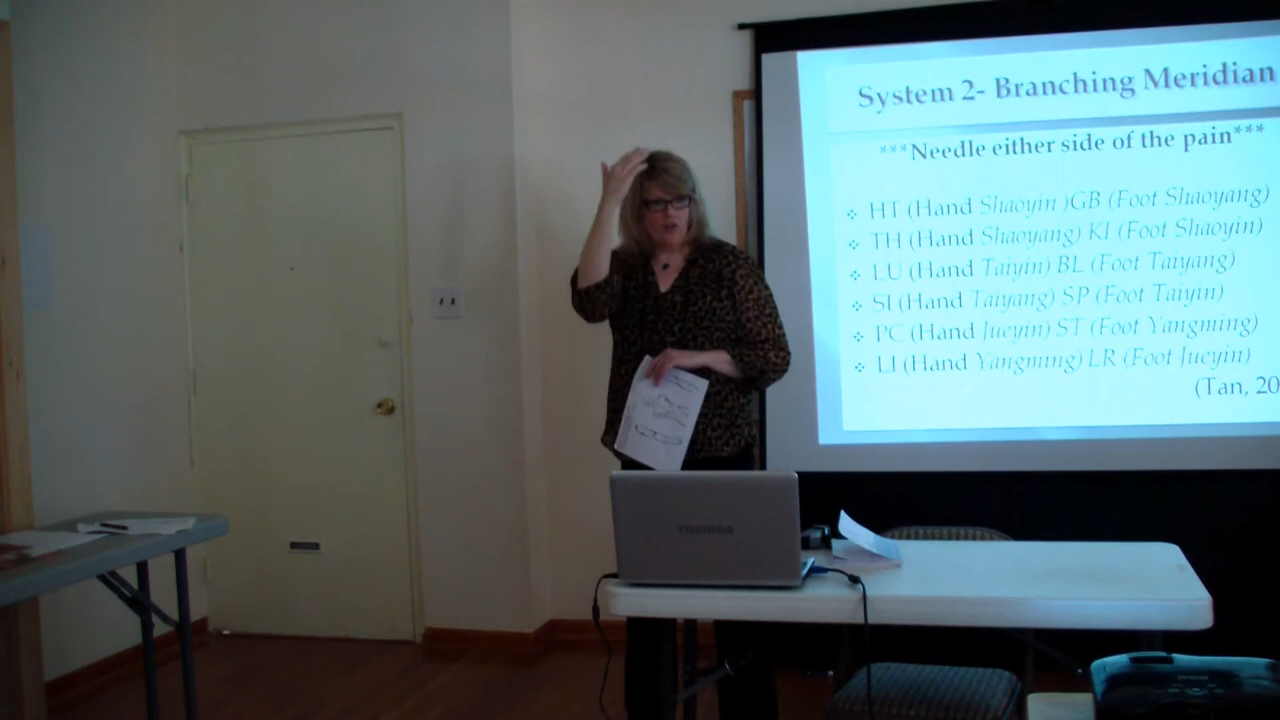 System 2- Branching Meridian
***Needle either side of the pain***
HT (Hand Shaoyin )GB (Foot Shaoyang)
TH (Hand Shaoyang) KI (Foot Shaoyin)
LU (Hand Taiyin) BL (Foot Taiyang)
SI (Hand Taiyang) SP (Foot Taiyin)
PC (Hand Jueyin) ST (Foot Yangming)
LI (Hand Yangming) LR (Foot Jueyin)
(Tan, 20
TOSHIBA